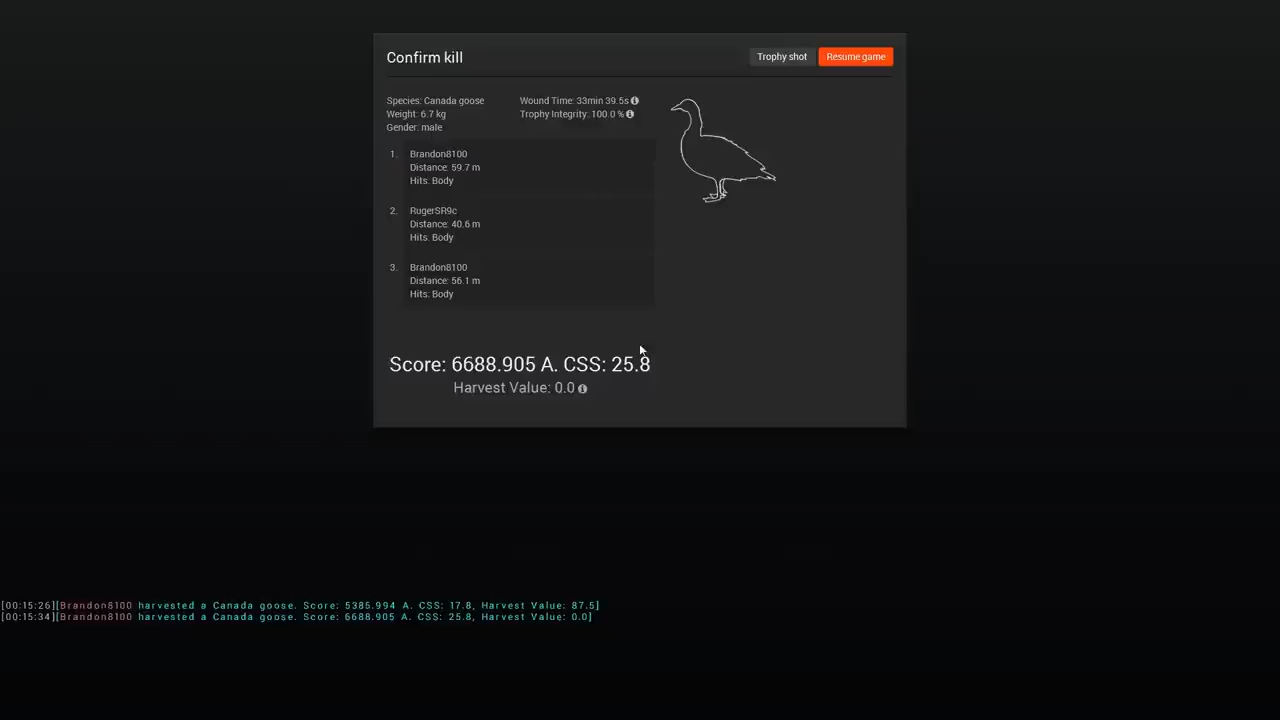 Confirm kill
Trophy shot
Resume game
Species: Canada goose
Weight: 6.7 kg
Gender: male
Wound Time: 33min 39.5s
Trophy Integrity: 100.0 %
1. Brandon8100
Distance: 59.7 m
Hits: Body
2. RugerSR9c
Distance: 40.6 m
Hits: Body
3. Brandon8100
Distance: 56.1 m
Hits: Body
Score: 6688.905 A. CSS: 25.8
Harvest Value: 0.0
[00:15:26][Brandon8100 harvested a Canada goose. Score: 5385.994 A. CSS: 17.8, Harvest Value: 87.5]
[00:15:34][Brandon8100 harvested a Canada goose. Score: 6688.905 A. CSS: 25.8, Harvest Value: 0.0]